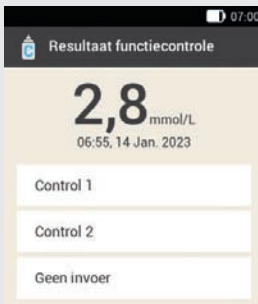 07:00
C Resultaat functiecontrole
2,8 mmol/L
06:55, 14 Jan. 2023
Control 1
Control 2
Geen invoer